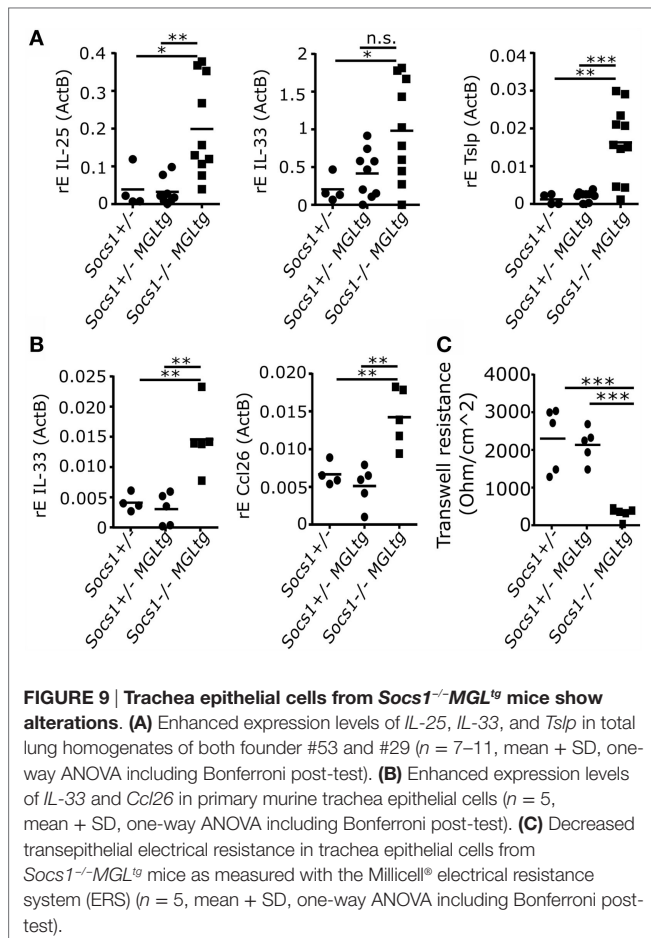 A
rE IL-25 (ActB)
0.4
0.3
0.2
0.1
0.0
**
*
Socs1+/-
Socs1+/- MGLtg
Socs1-/- MGLtg
rE IL-33 (ActB)
2
1.5
1
0.5
0
n.s.
*
Socs1+/-
Socs1+/- MGLtg
Socs1-/- MGLtg
rE Tslp (ActB)
0.04
0.03
0.02
0.01
0
***
**
Socs1+/-
Socs1+/- MGLtg
Socs1-/- MGLtg
B
rE IL-33 (ActB)
0.025
0.020
0.015
0.010
0.005
0
**
**
Socs1+/-
Socs1+/- MGLtg
Socs1-/- MGLtg
rE Ccl26 (ActB)
0.020
0.015
0.010
0.005
0
**
**
Socs1+/-
Socs1+/- MGLtg
Socs1-/- MGLtg
C
Transwell resistance
(Ohm/cm^2)
4000
3000
2000
1000
0
***
***
Socs1+/-
Socs1+/- MGLtg
Socs1-/- MGLtg
FIGURE 9 | Trachea epithelial cells from Socs1−/−MGLtg mice show
alterations. (A) Enhanced expression levels of IL-25, IL-33, and Tslp in total
lung homogenates of both founder #53 and #29 (n = 7–11, mean + SD, one-
way ANOVA including Bonferroni post-test). (B) Enhanced expression levels
of IL-33 and Ccl26 in primary murine trachea epithelial cells (n = 5,
mean + SD, one-way ANOVA including Bonferroni post-test). (C) Decreased
transepithelial electrical resistance in trachea epithelial cells from
Socs1−/−MGLtg mice as measured with the Millicell® electrical resistance
system (ERS) (n = 5, mean + SD, one-way ANOVA including Bonferroni post-
test).